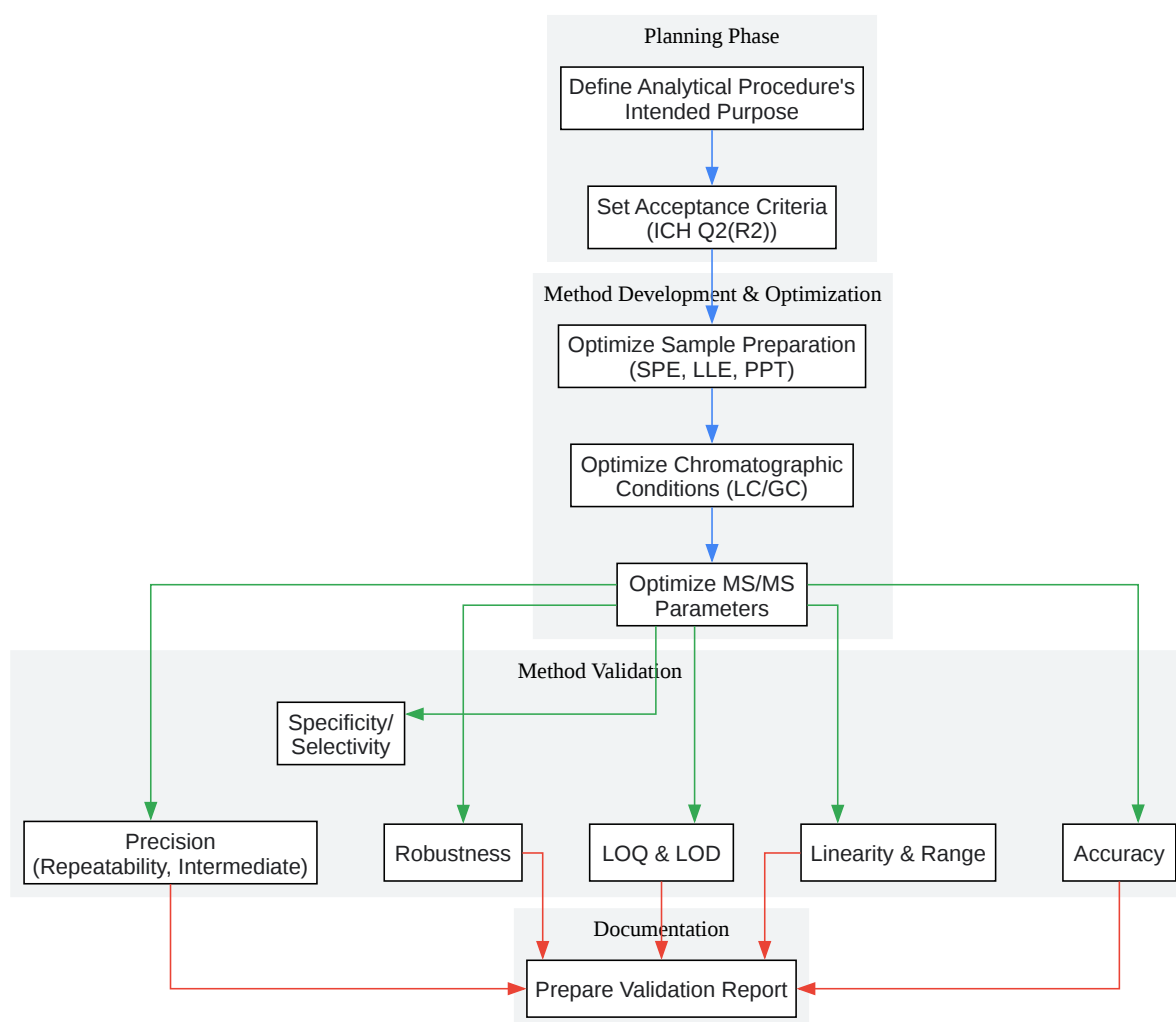 Planning Phase
Define Analytical Procedure's
Intended Purpose
Set Acceptance Criteria
(ICH Q2(R2))
Method Development & Optimization
Optimize Sample Preparation
(SPE, LLE, PPT)
Optimize Chromatographic
Conditions (LC/GC)
Optimize MS/MS
Parameters
Method Validation
Specificity/
Selectivity
Precision
(Repeatability, Intermediate)
Robustness
LOQ & LOD
Linearity & Range
Accuracy
Documentation
Prepare Validation Report